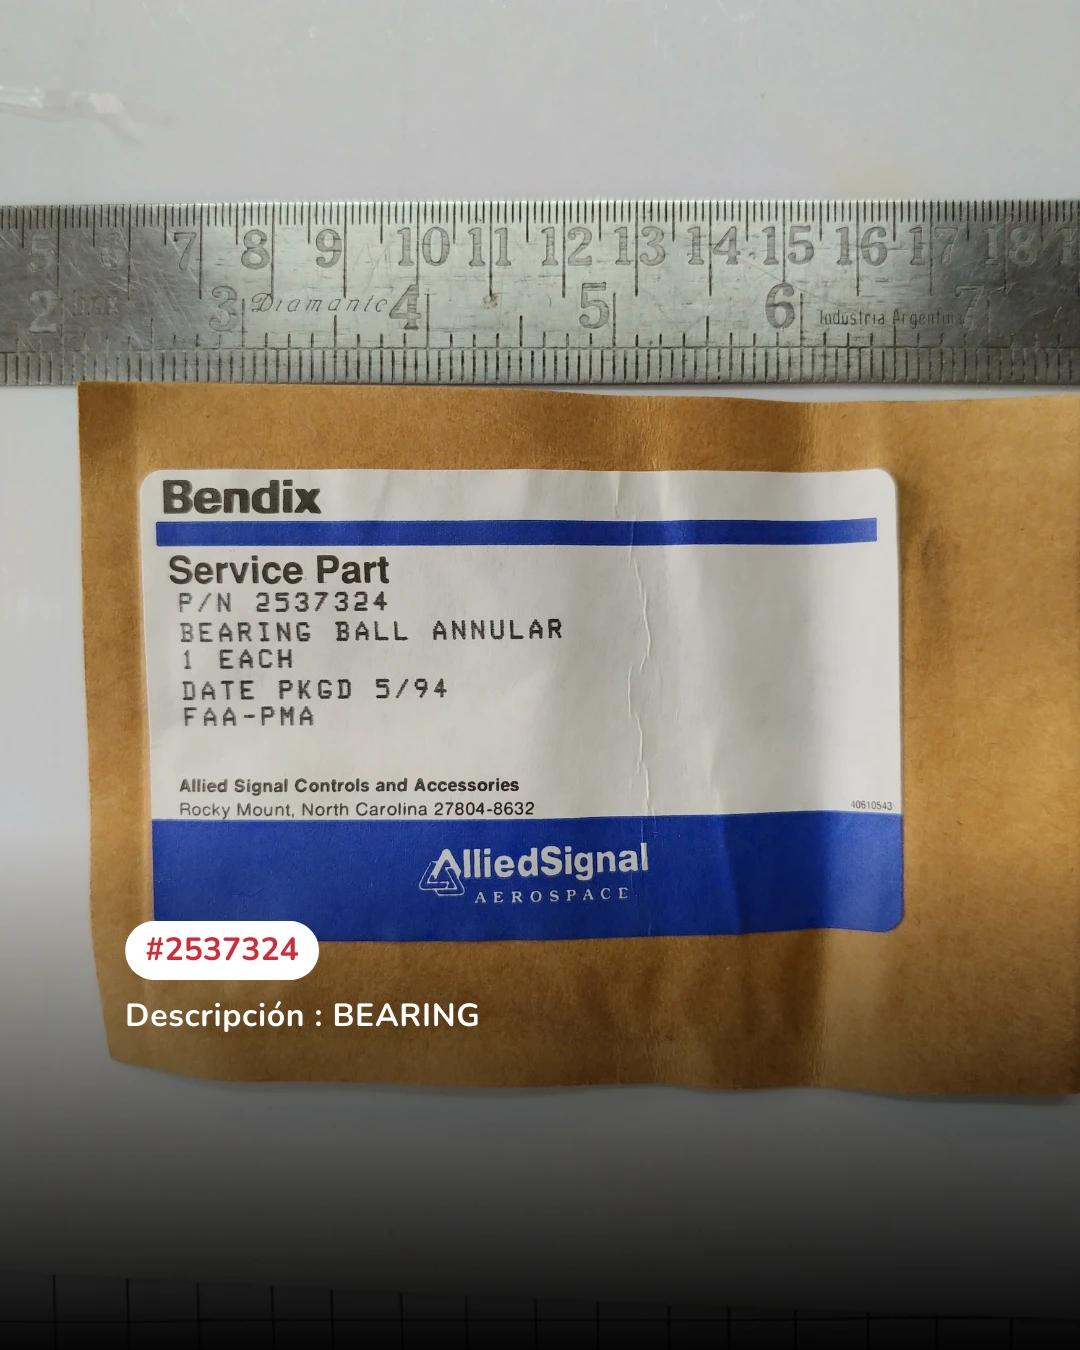 5 6 7 8 9 10 11 12 13 14 15 16 17 18
2 3 Diamante 4 5 6 Industria Argentina 7
Bendix
Service Part
P/N 2537324
BEARING BALL ANNULAR
1 EACH
DATE PKGD 5/94
FAA-PMA
Allied Signal Controls and Accessories
Rocky Mount, North Carolina 27804-8632
40610543
AlliedSignal
AEROSPACE
#2537324
Descripción : BEARING